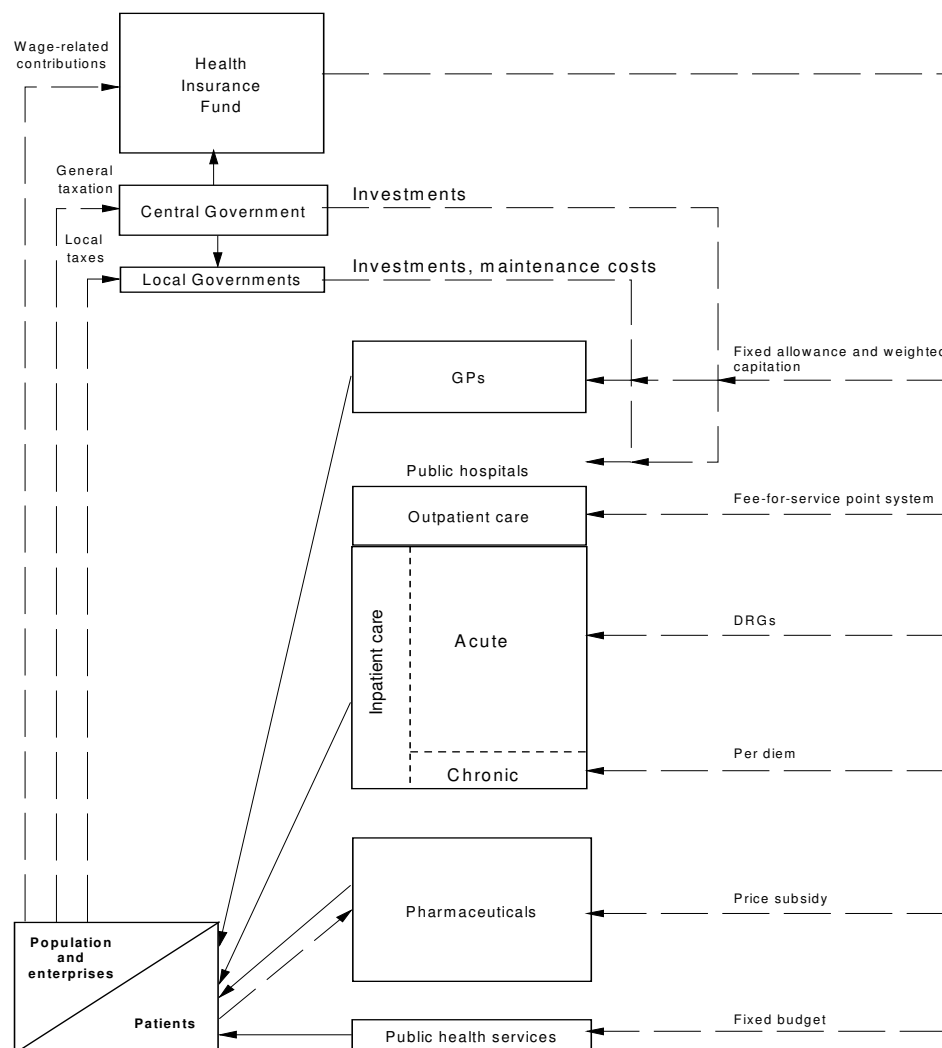 Wage-related
contributions
Health
Insurance
Fund
General
taxation
Central Government
Investments
Local
taxes
Local Governments
Investments, maintenance costs
GPs
Fixed allowance and weighted
capitation
Public hospitals
Outpatient care
Fee-for-service point system
Inpatient care
Acute
DRGs
Chronic
Per diem
Pharmaceuticals
Price subsidy
Population
and
enterprises
Patients
Public health services
Fixed budget